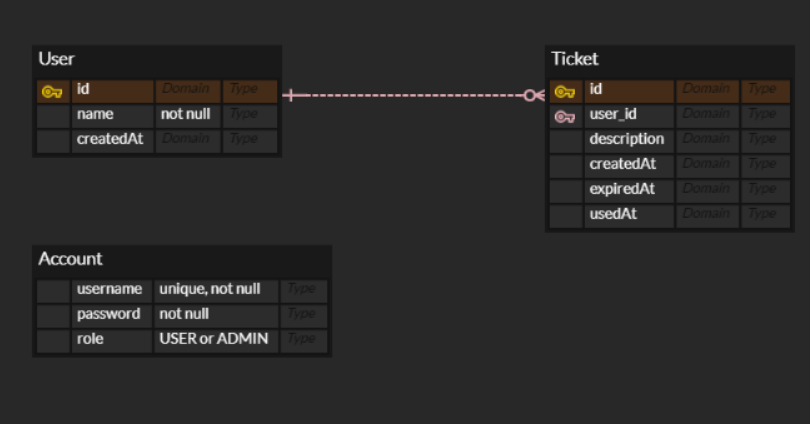 User
id Domain Type
name not null Type
createdAt Domain Type
Ticket
id Domain Type
user_id Domain Type
description Domain Type
createdAt Domain Type
expiredAt Domain Type
usedAt Domain Type
Account
username unique, not null Type
password not null Type
role USER or ADMIN Type